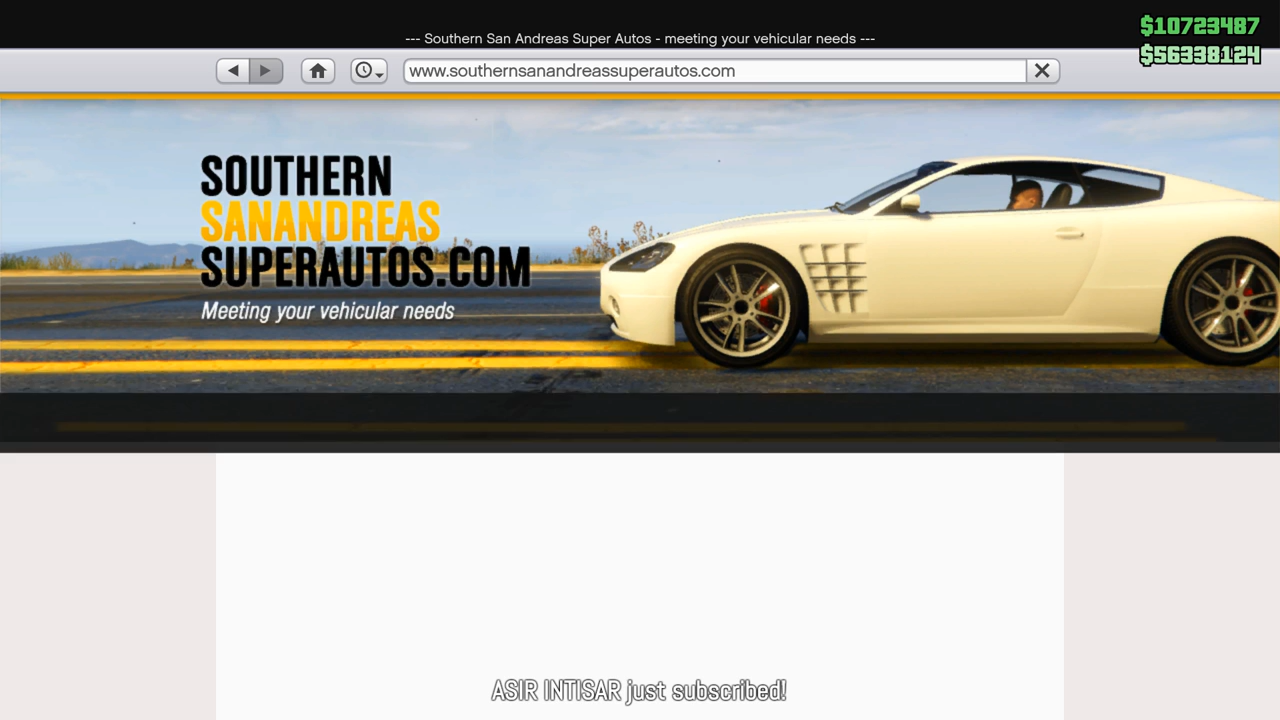 --- Southern San Andreas Super Autos - meeting your vehicular needs ---
$10723487
$56338124
www.southernsanandreassuperautos.com
SOUTHERN
SANANDREAS
SUPERAUTOS.COM
Meeting your vehicular needs
ASIR INTISAR just subscribed!